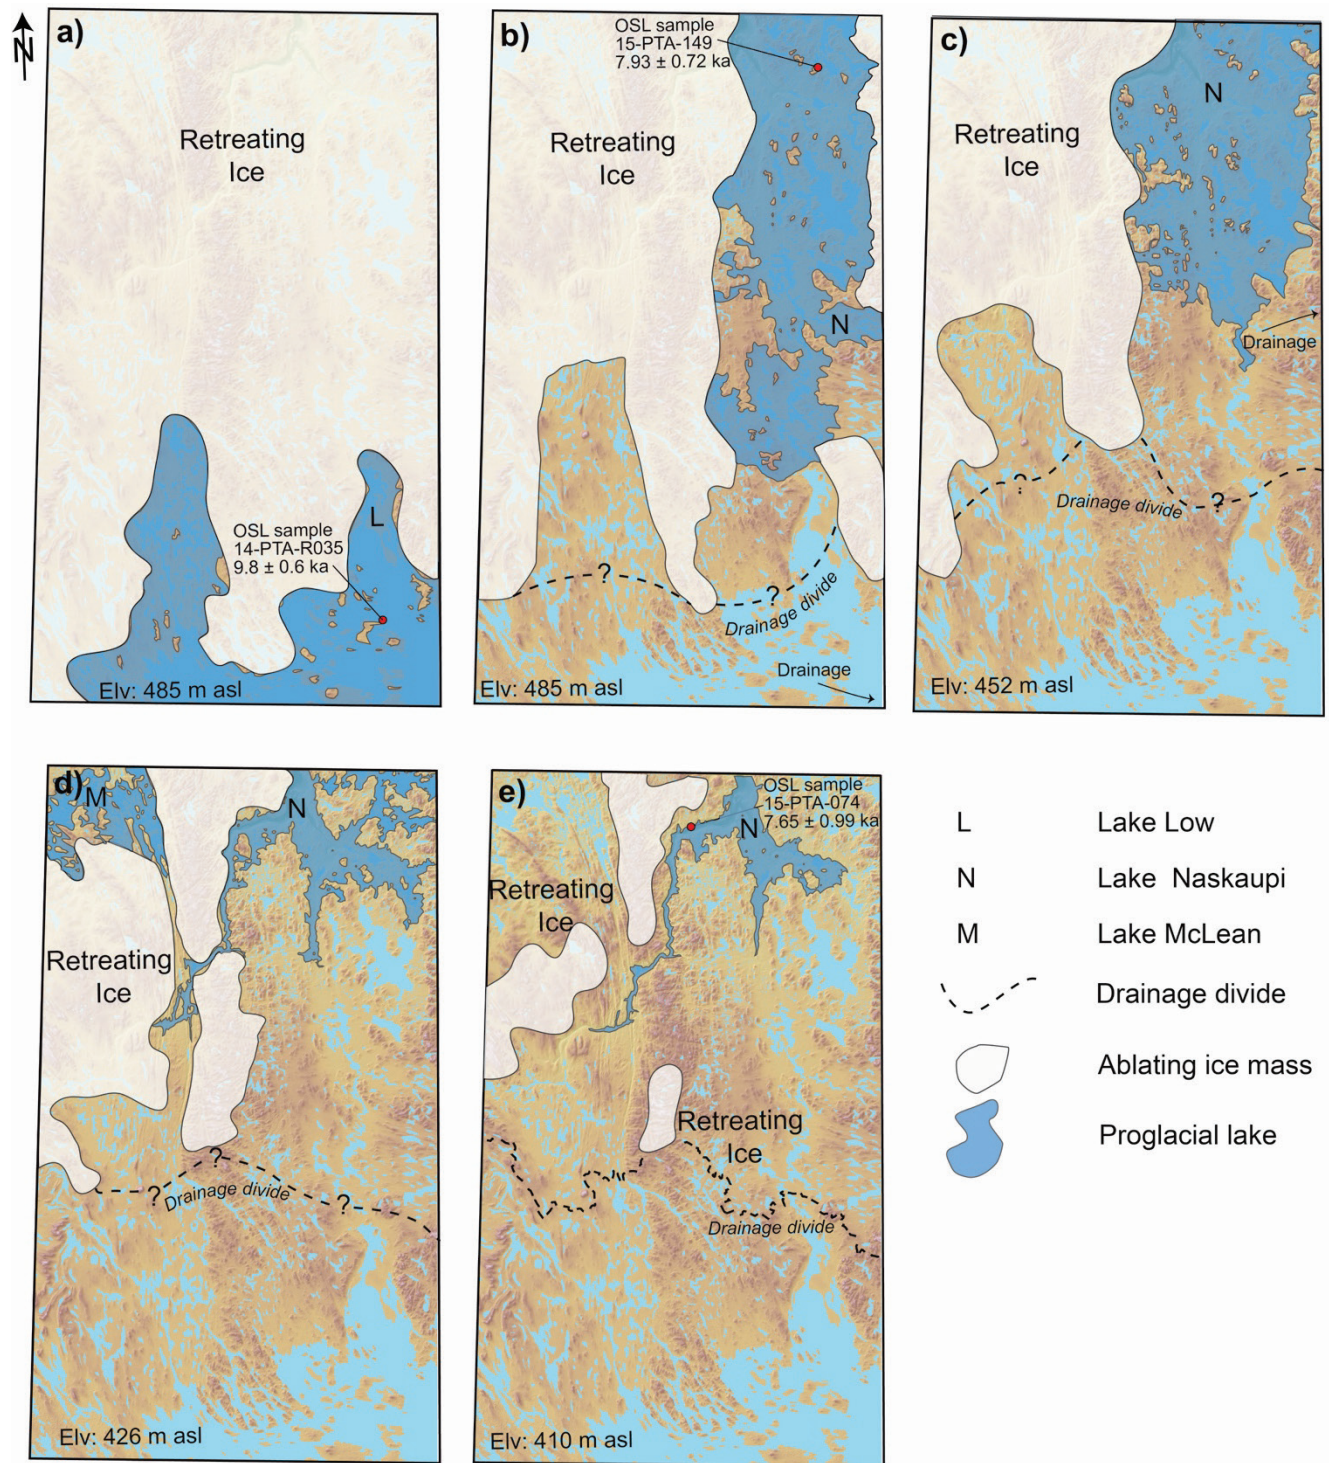 N
a)
Retreating
Ice
L
OSL sample
14-PTA-R035
9.8 ± 0.6 ka
Elv: 485 m asl
b)
OSL sample
15-PTA-149
7.93 ± 0.72 ka
Retreating
Ice
N
?
?
Drainage divide
Drainage
Elv: 485 m asl
c)
N
Retreating
Ice
Drainage
?
Drainage divide
?
Elv: 452 m asl
d)
M
N
Retreating
Ice
?
?
Drainage divide
?
Elv: 426 m asl
e)
OSL sample
15-PTA-074
7.65 ± 0.99 ka
N
Retreating
Ice
Retreating
Ice
Drainage divide
Elv: 410 m asl
L Lake Low
N Lake Naskaupi
M Lake McLean
Drainage divide
Ablating ice mass
Proglacial lake